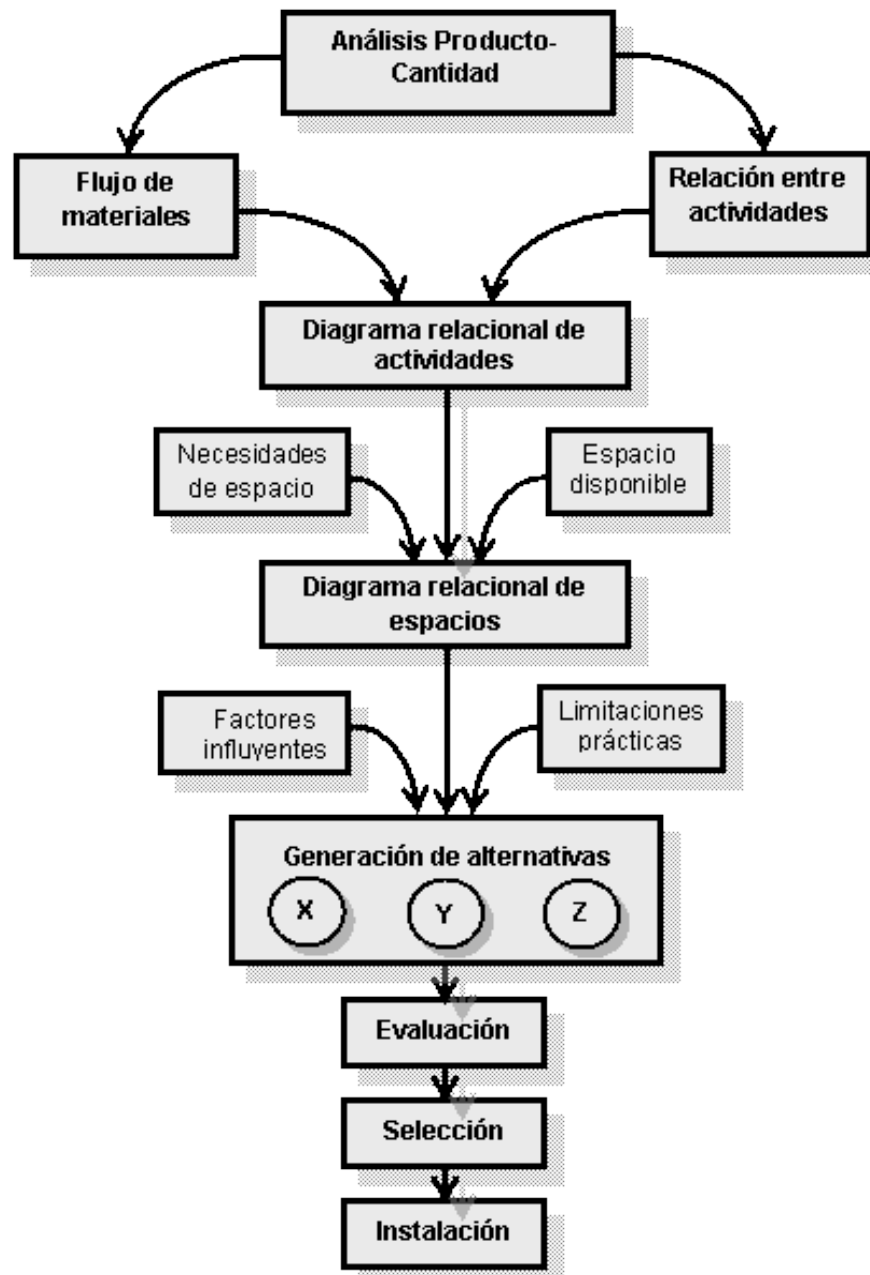 Análisis Producto-
Cantidad
Flujo de
materiales
Relación entre
actividades
Diagrama relacional de
actividades
Necesidades
de espacio
Espacio
disponible
Diagrama relacional de
espacios
Factores
influyentes
Limitaciones
prácticas
Generación de alternativas
X
Y
Z
Evaluación
Selección
Instalación